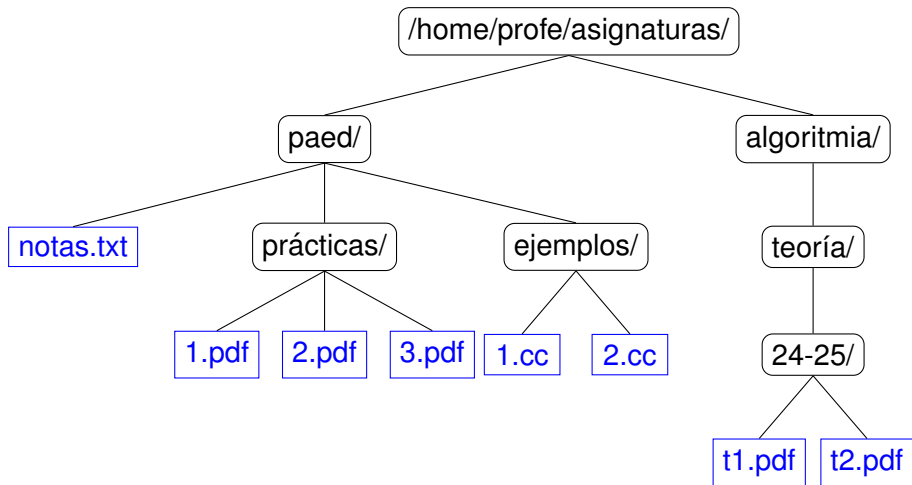 /home/profe/asignaturas/
paed/
algoritmia/
notas.txt
prácticas/
ejemplos/
teoría/
1.pdf
2.pdf
3.pdf
1.cc
2.cc
24-25/
t1.pdf
t2.pdf